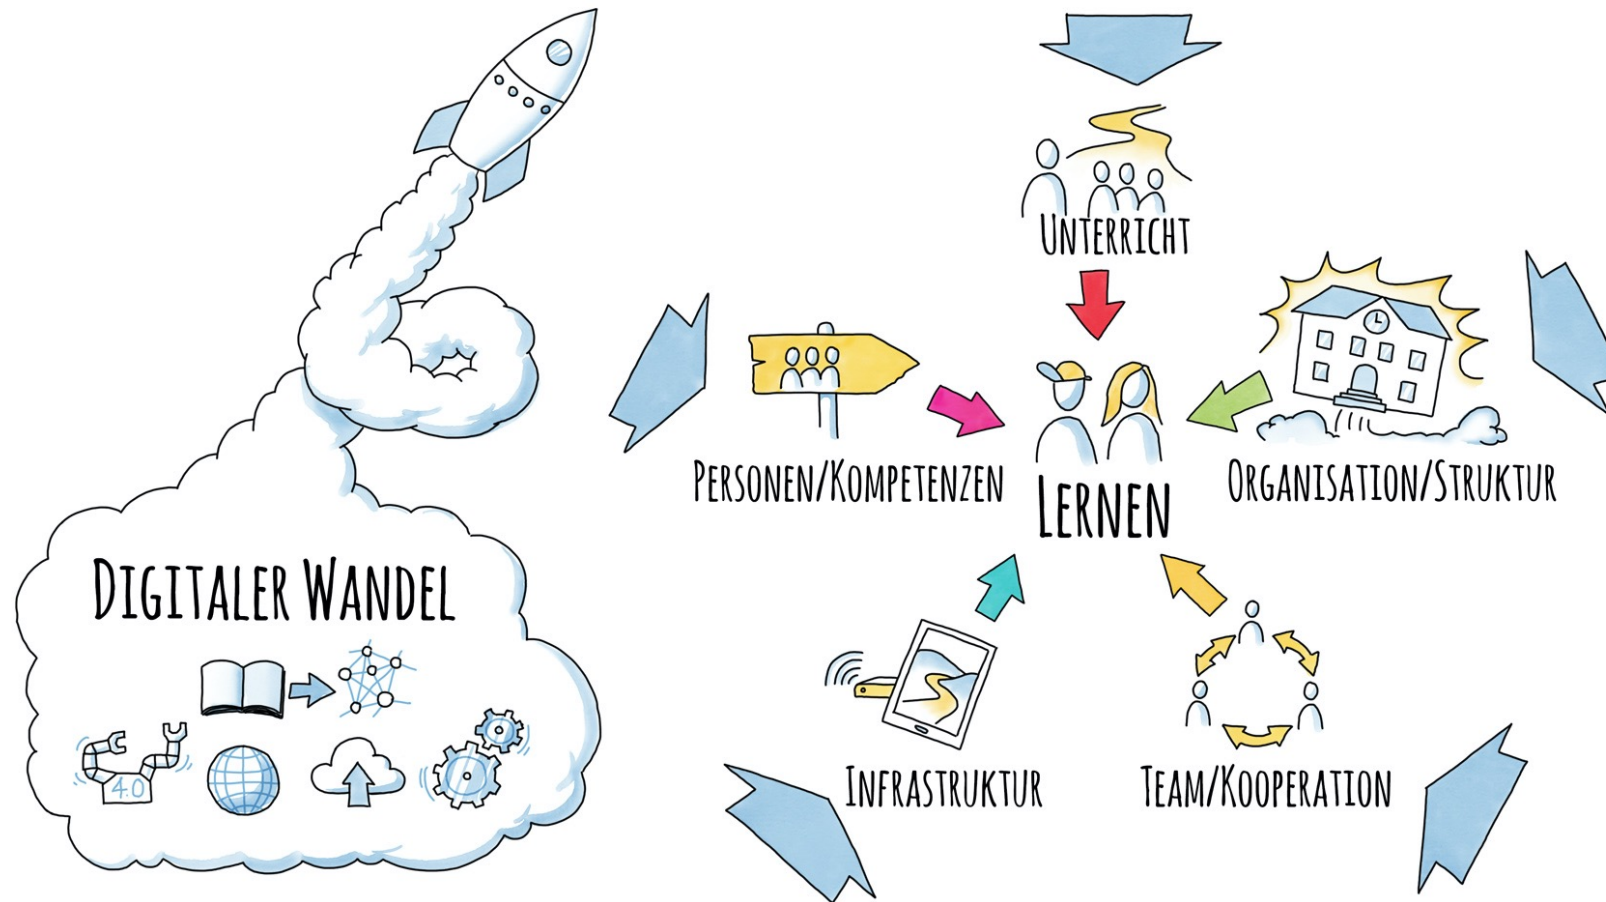 Digitaler Wandel
4.0
Unterricht
Personen/Kompetenzen
Lernen
Organisation/Struktur
Infrastruktur
Team/Kooperation